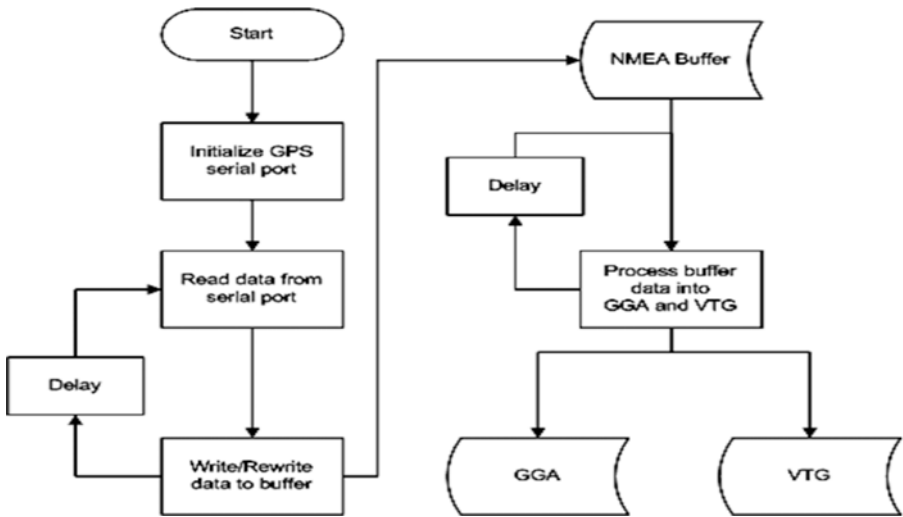 Start
Initialize GPS
serial port
Read data from
serial port
Delay
Write/Rewrite
data to buffer
NMEA Buffer
Delay
Process buffer
data into
GGA and VTG
GGA
VTG